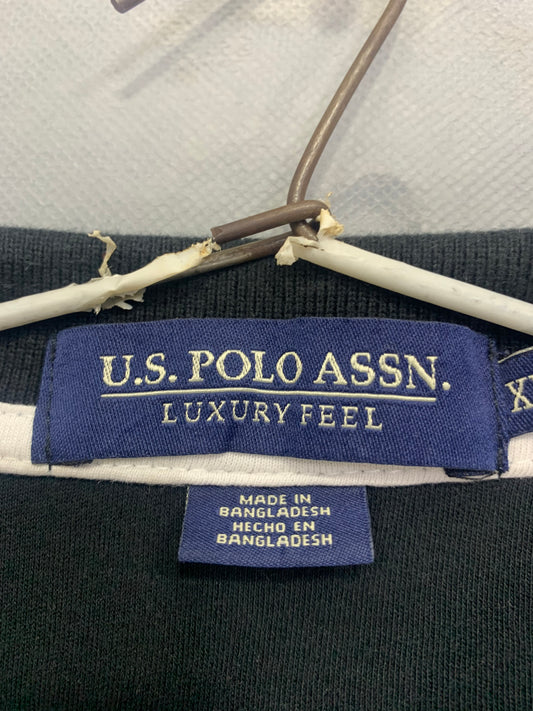 U.S. POLO ASSN.
LUXURY FEEL
MADE IN
BANGLADESH
HECHO EN
BANGLADESH